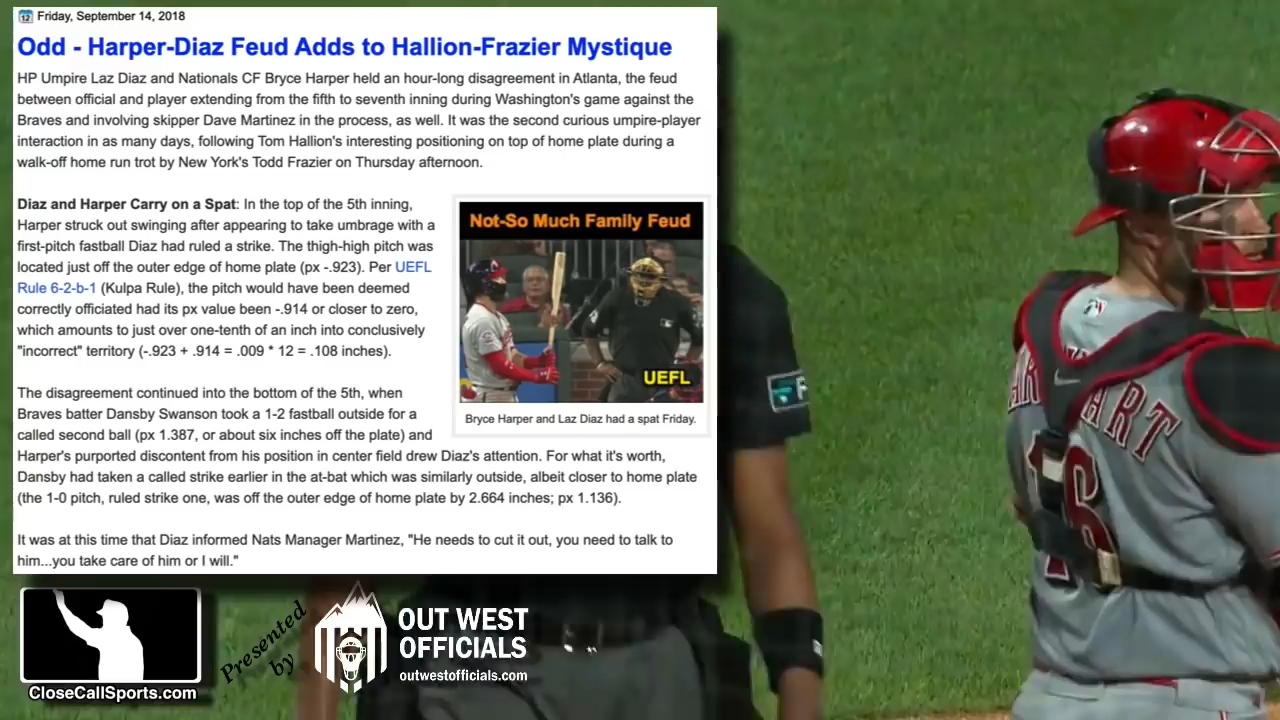 Friday, September 14, 2018
Odd - Harper-Diaz Feud Adds to Hallion-Frazier Mystique
HP Umpire Laz Diaz and Nationals CF Bryce Harper held an hour-long disagreement in Atlanta, the feud
between official and player extending from the fifth to seventh inning during Washington's game against the
Braves and involving skipper Dave Martinez in the process, as well. It was the second curious umpire-player
interaction in as many days, following Tom Hallion's interesting positioning on top of home plate during a
walk-off home run trot by New York's Todd Frazier on Thursday afternoon.
Diaz and Harper Carry on a Spat: In the top of the 5th inning,
Harper struck out swinging after appearing to take umbrage with a
first-pitch fastball Diaz had ruled a strike. The thigh-high pitch was
located just off the outer edge of home plate (px -.923). Per UEFL
Rule 6-2-b-1 (Kulpa Rule), the pitch would have been deemed
correctly officiated had its px value been -.914 or closer to zero,
which amounts to just over one-tenth of an inch into conclusively
"incorrect" territory (-.923 + .914 = .009 * 12 = .108 inches).
Not-So Much Family Feud
UEFL
Bryce Harper and Laz Diaz had a spat Friday.
The disagreement continued into the bottom of the 5th, when
Braves batter Dansby Swanson took a 1-2 fastball outside for a
called second ball (px 1.387, or about six inches off the plate) and
Harper's purported discontent from his position in center field drew Diaz's attention. For what it's worth,
Dansby had taken a called strike earlier in the at-bat which was similarly outside, albeit closer to home plate
(the 1-0 pitch, ruled strike one, was off the outer edge of home plate by 2.664 inches; px 1.136).
It was at this time that Diaz informed Nats Manager Martinez, "He needs to cut it out, you need to talk to
him...you take care of him or I will."
CloseCallSports.com
Presented
by
OUT WEST
OFFICIALS
outwestofficials.com
16